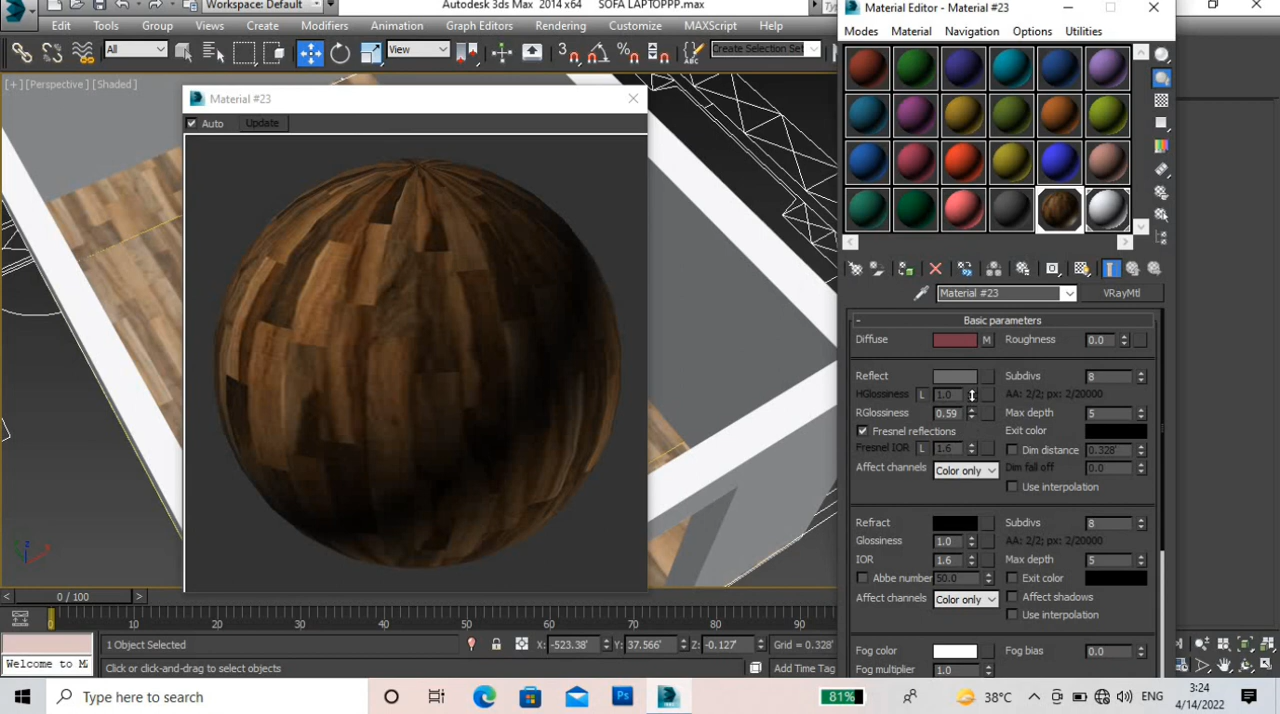 Workspace: Default
Autodesk 3ds Max 2014 x64
SOFA LAPTOPPP.max
Edit Tools Group Views Create Modifiers Animation Graph Editors Rendering Customize MAXScript Help
All
View
Create Selection Set
[+] [Perspective] [Shaded]
Material #23
Auto
Update
Material Editor - Material #23
Modes Material Navigation Options Utilities
Material #23
VRayMtl
- Basic parameters
Diffuse M Roughness 0.0
Reflect Subdivs 8
HGlossiness L 1.0 AA: 2/2; px: 2/20000
RGlossiness 0.59 Max depth 5
Fresnel reflections Exit color
Fresnel IOR L 1.6 Dim distance 0.328'
Affect channels Color only Dim fall off 0.0
Use interpolation
Refract Subdivs 8
Glossiness 1.0 AA: 2/2; px: 2/20000
IOR 1.6 Max depth 5
Abbe number 50.0 Exit color
Affect channels Color only Affect shadows
Use interpolation
Fog color Fog bias 0.0
Fog multiplier 1.0
< 0 / 100 >
0 10 20 30 40 50 60 70 80 90
1 Object Selected X: -523.38' Y: 37.566' Z: -0.127' Grid = 0.328'
Welcome to M
Click or click-and-drag to select objects
Add Time Tag
Type here to search
Ps
81%
38°C
ENG
3:24
4/14/2022